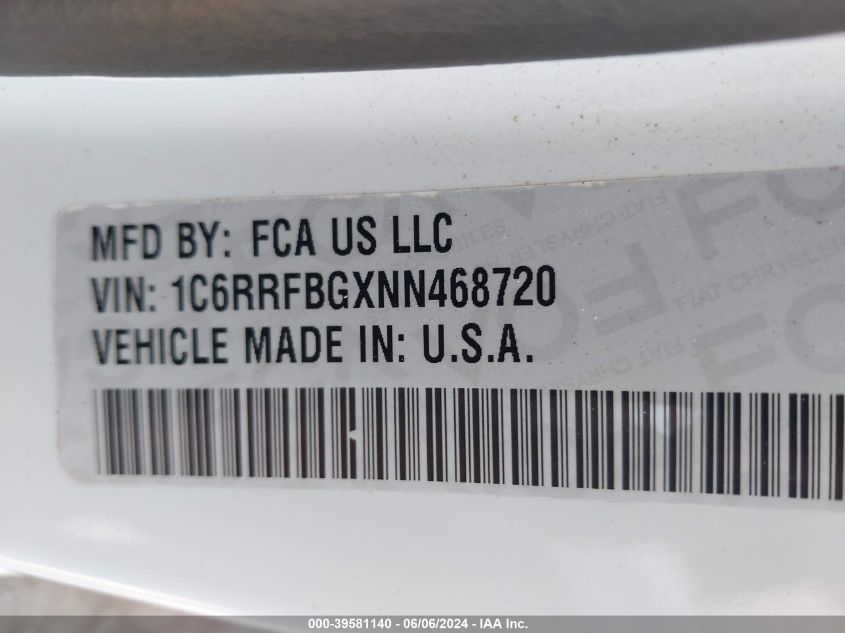 MFD BY: FCA US LLC
VIN: 1C6RRFBGXNN468720
VEHICLE MADE IN: U.S.A.
000-39581140 - 06/06/2024 - IAA Inc.